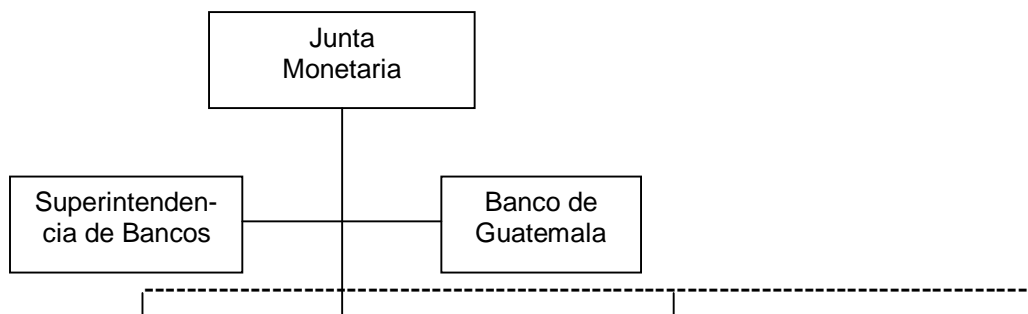 Junta
Monetaria
Superintenden-
cia de Bancos
Banco de
Guatemala